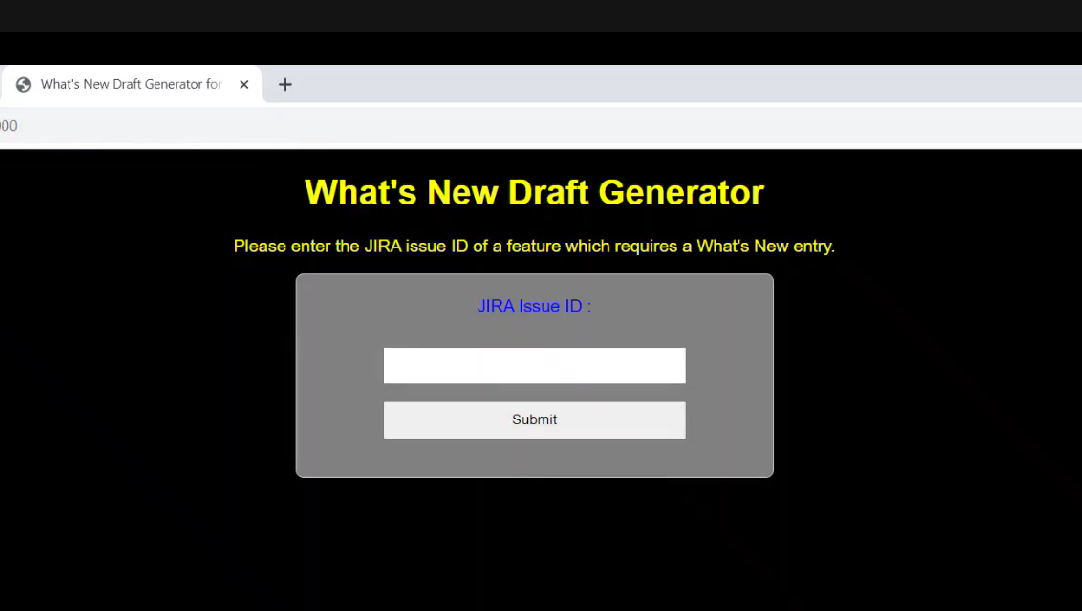 What's New Draft Generator for
000
What's New Draft Generator
Please enter the JIRA issue ID of a feature which requires a What's New entry.
JIRA Issue ID :
Submit